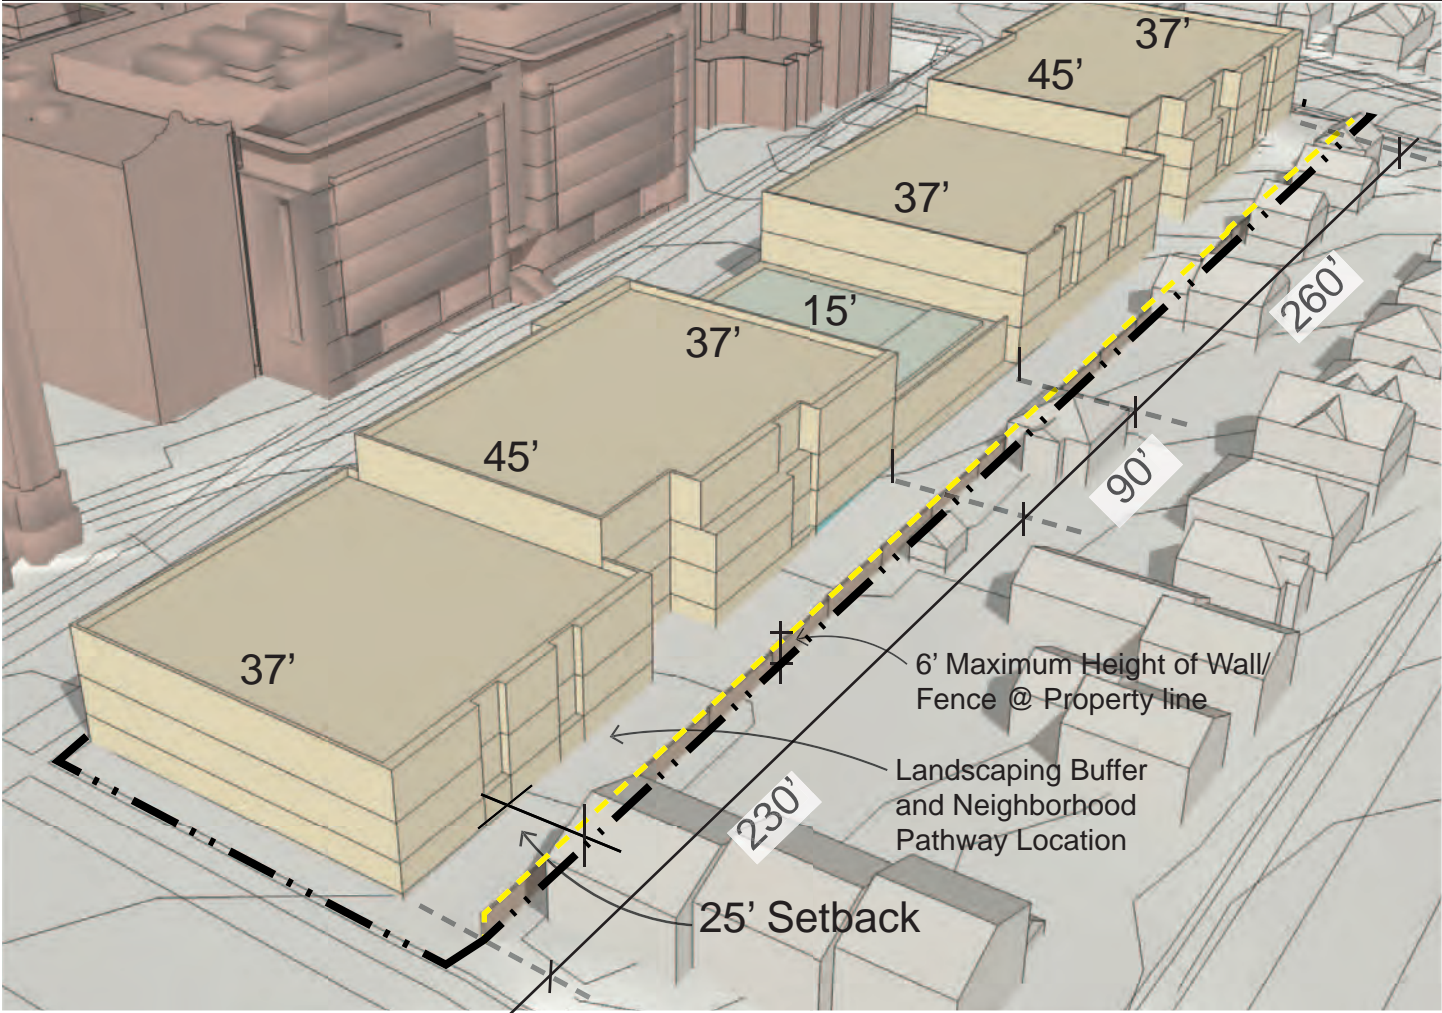 37’
45’
37’
15’
37’
45’
37’
260’
90’
230’
6’ Maximum Height of Wall/
Fence @ Property line
Landscaping Buffer
and Neighborhood
Pathway Location
25’ Setback